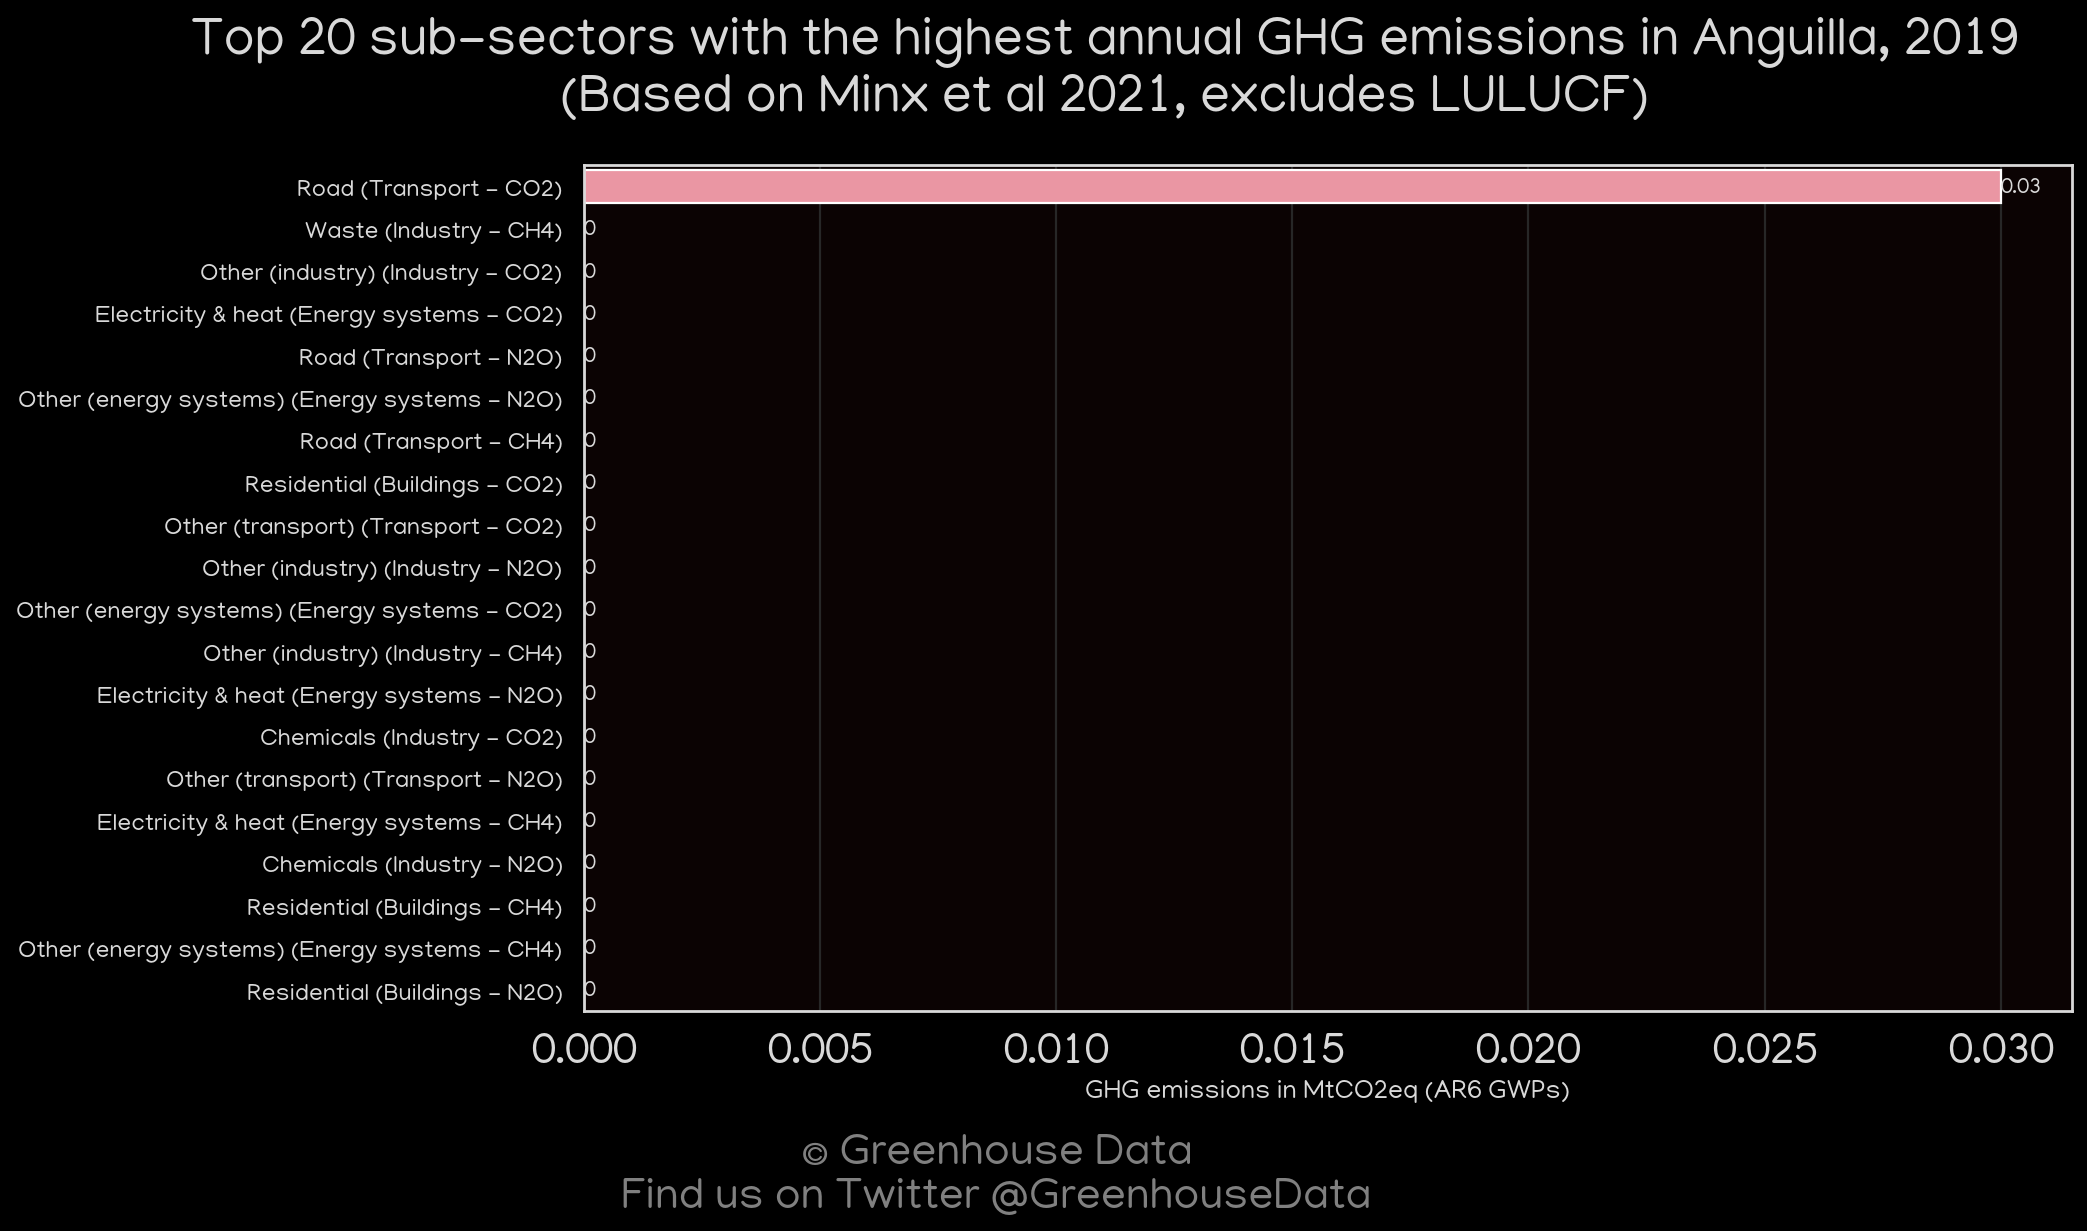 Top 20 sub-sectors with the highest annual GHG emissions in Anguilla, 2019
(Based on Minx et al 2021, excludes LULUCF)
Road (Transport - CO2) 0.03
Waste (Industry - CH4) 0
Other (industry) (Industry - CO2) 0
Electricity & heat (Energy systems - CO2) 0
Road (Transport - N2O) 0
Other (energy systems) (Energy systems - N2O) 0
Road (Transport - CH4) 0
Residential (Buildings - CO2) 0
Other (transport) (Transport - CO2) 0
Other (industry) (Industry - N2O) 0
Other (energy systems) (Energy systems - CO2) 0
Other (industry) (Industry - CH4) 0
Electricity & heat (Energy systems - N2O) 0
Chemicals (Industry - CO2) 0
Other (transport) (Transport - N2O) 0
Electricity & heat (Energy systems - CH4) 0
Chemicals (Industry - N2O) 0
Residential (Buildings - CH4) 0
Other (energy systems) (Energy systems - CH4) 0
Residential (Buildings - N2O) 0
0.000 0.005 0.010 0.015 0.020 0.025 0.030
GHG emissions in MtCO2eq (AR6 GWPs)
© Greenhouse Data
Find us on Twitter @GreenhouseData